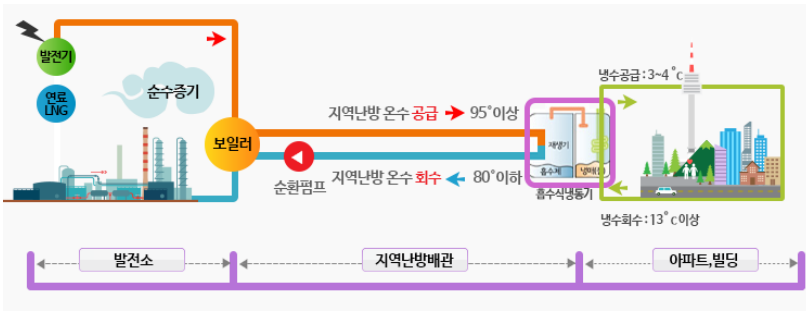 발전기
연료
LNG
순수증기
보일러
지역난방 온수 공급
95°이상
순환펌프
지역난방 온수 회수
80°이하
재생기
흡수제
흡수식냉동기
냉수공급 : 3~4 °C
냉수회수 : 13°C이상
발전소
지역난방배관
아파트,빌딩